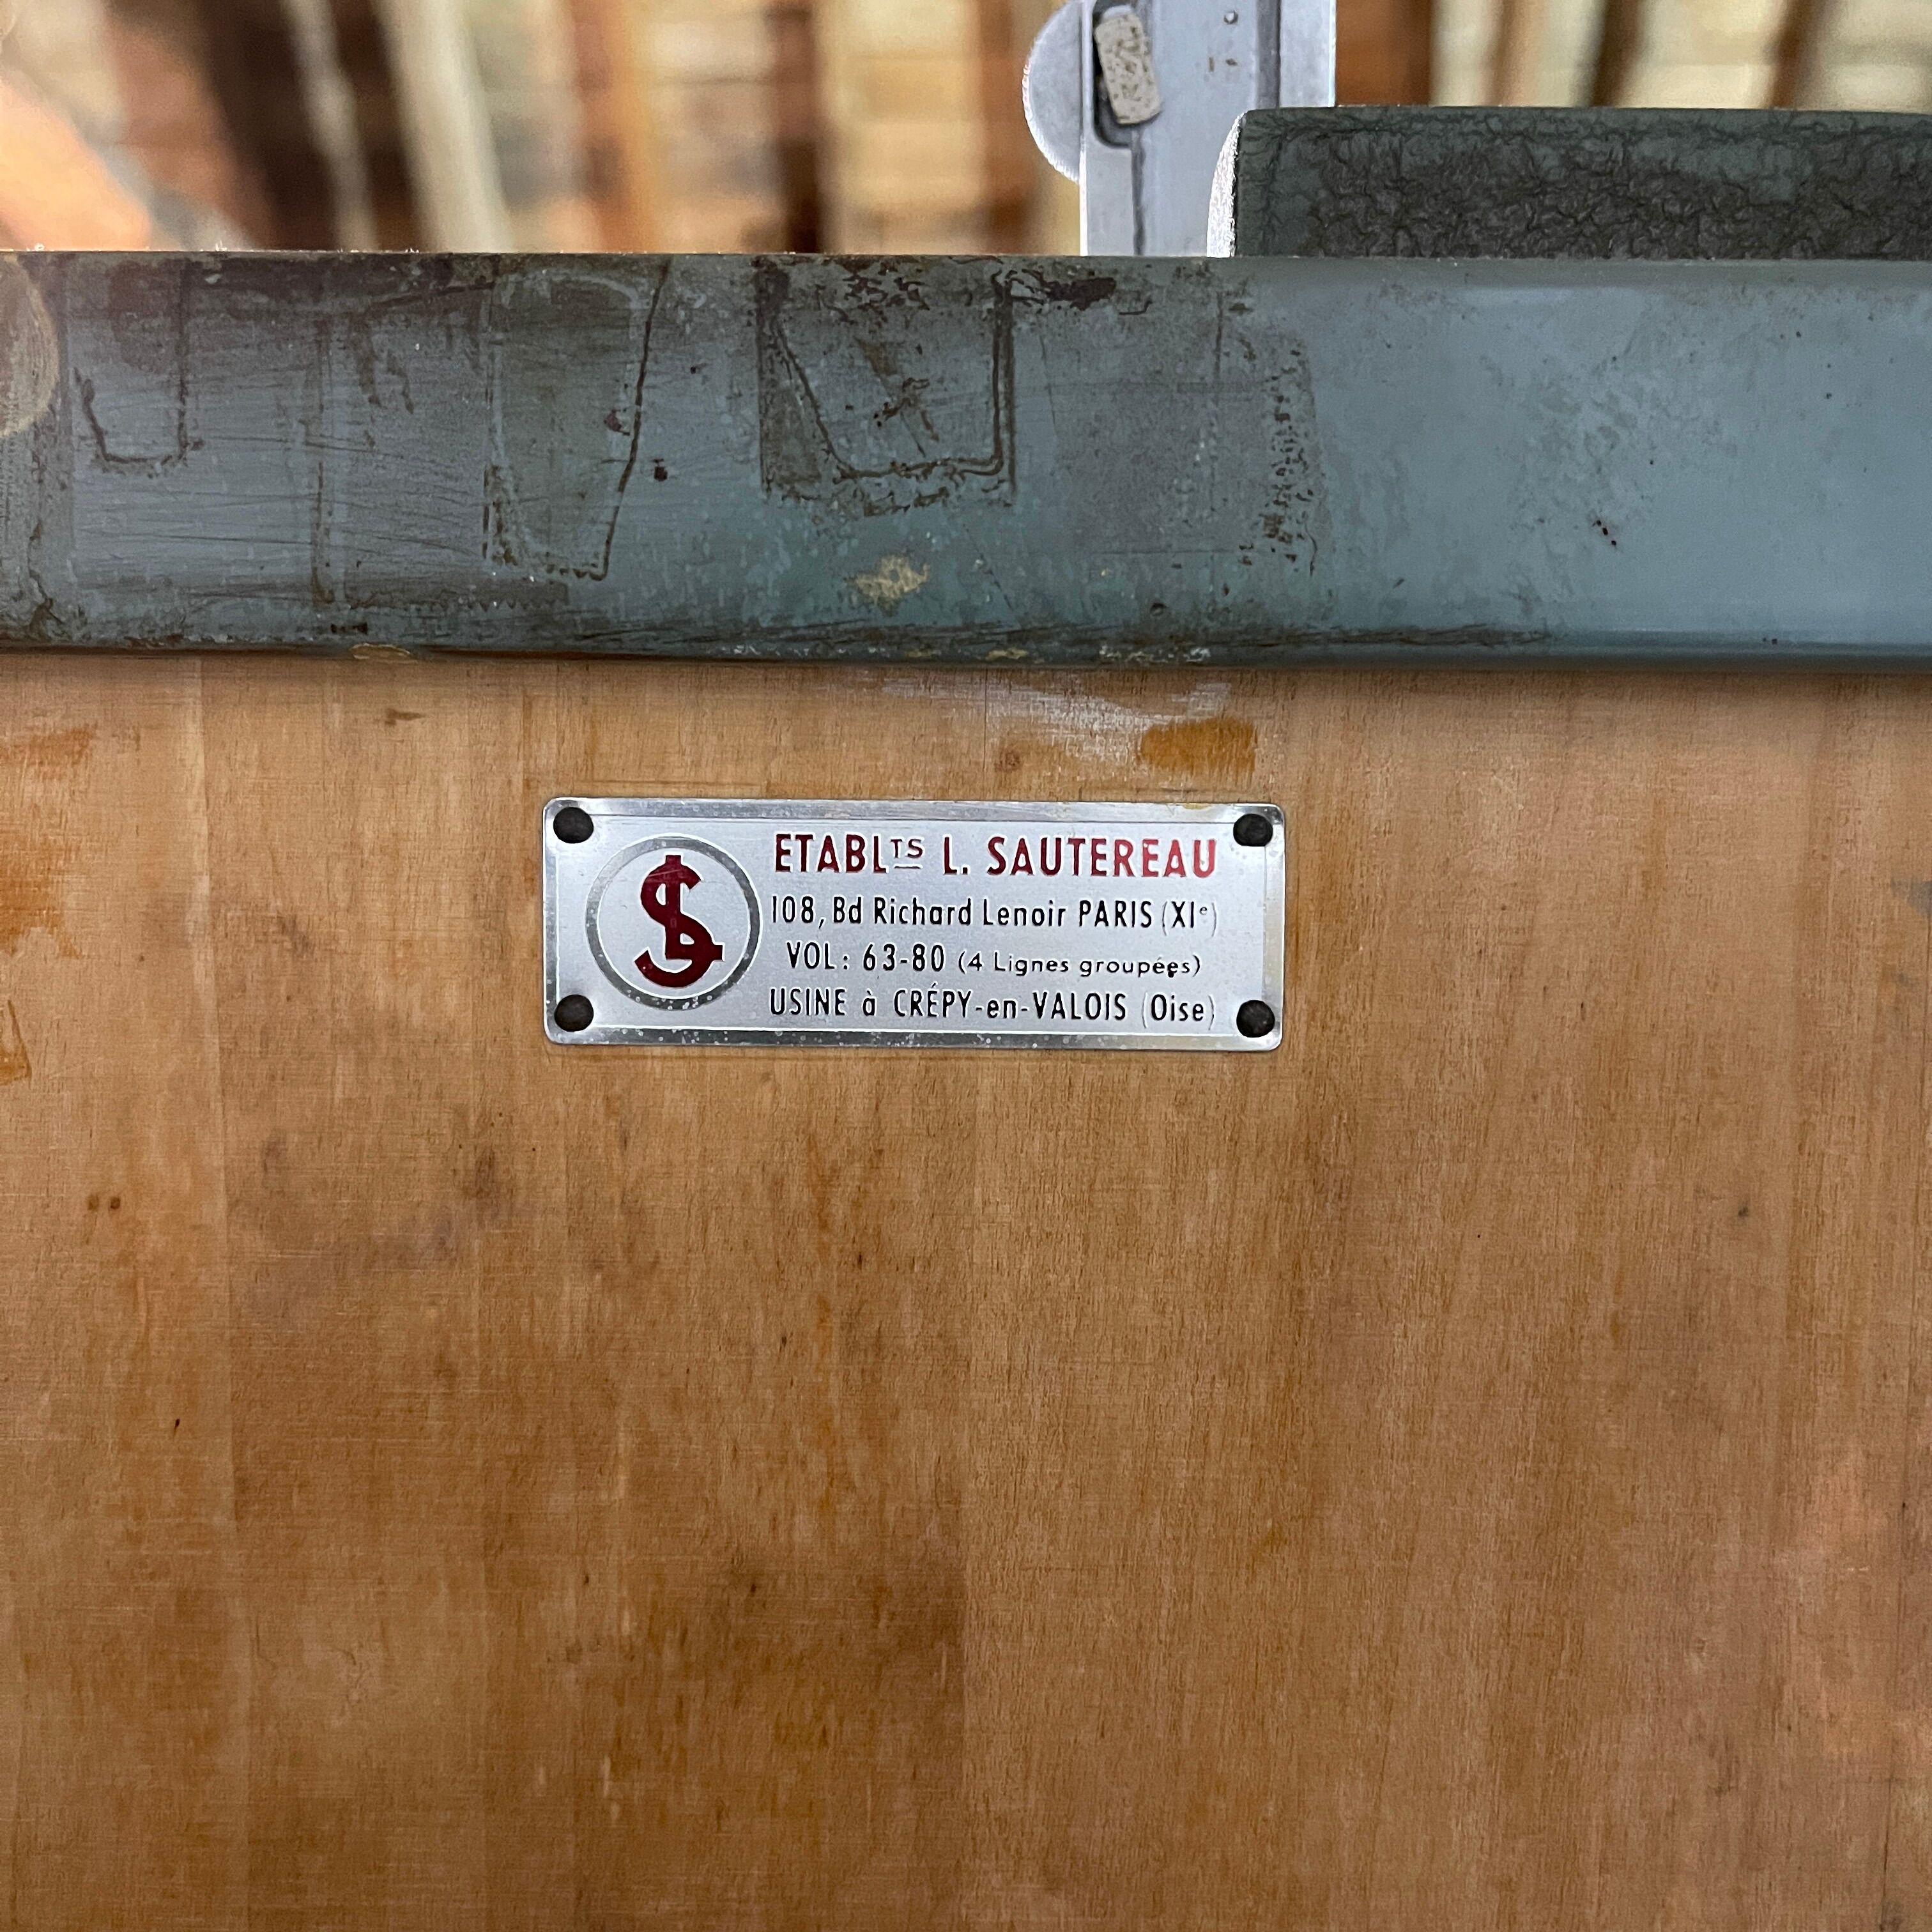 ETABLTS L. SAUTEREAU
108, Bd Richard Lenoir PARIS (XIe)
VOL: 63-80 (4 Lignes groupées)
USINE à CRÉPY-en-VALOIS (Oise)